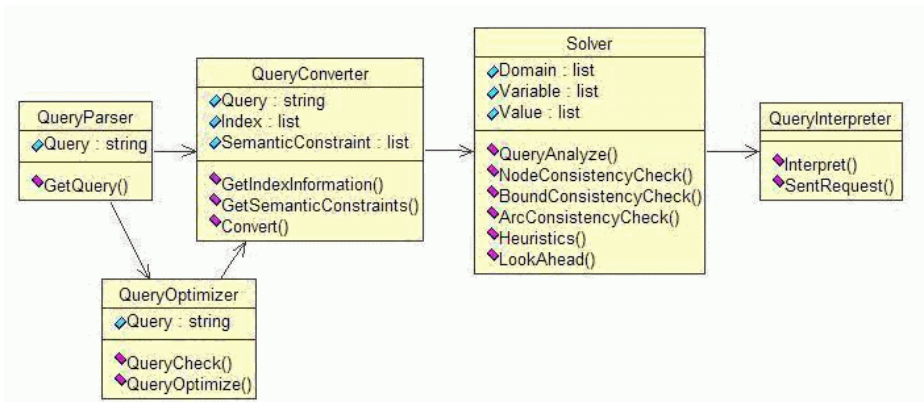 QueryParser
Query : string
GetQuery()
QueryConverter
Query : string
Index : list
SemanticConstraint : list
GetIndexInformation()
GetSemanticConstraints()
Convert()
Solver
Domain : list
Variable : list
Value : list
QueryAnalyze()
NodeConsistencyCheck()
BoundConsistencyCheck()
ArcConsistencyCheck()
Heuristics()
LookAhead()
QueryInterpreter
Interpret()
SentRequest()
QueryOptimizer
Query : string
QueryCheck()
QueryOptimize()